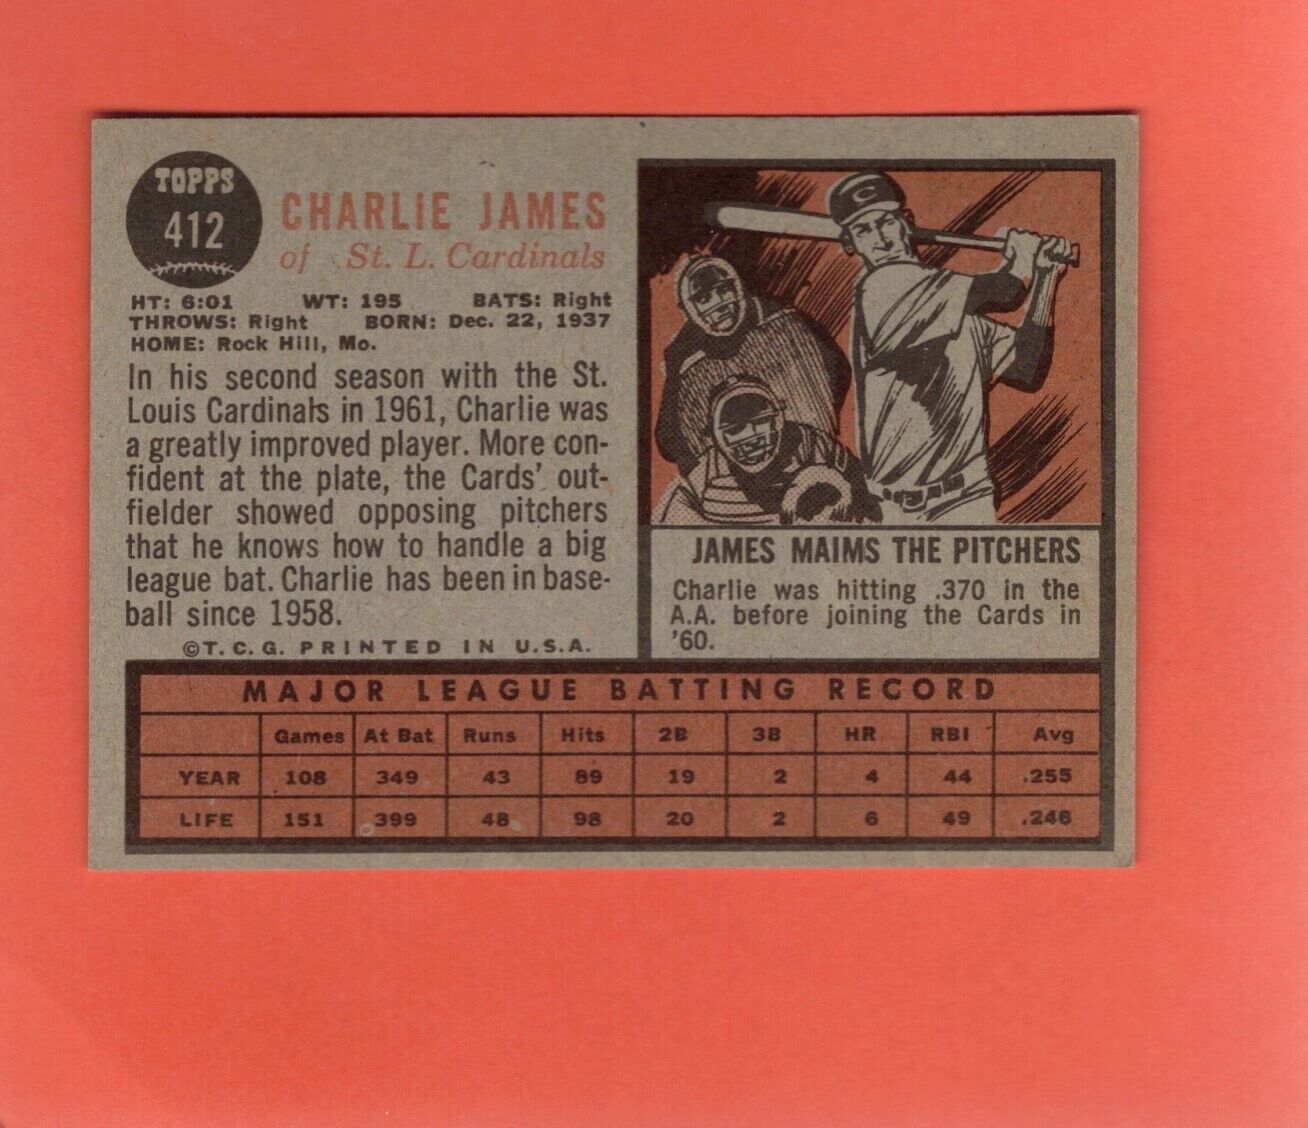 TOPPS
412
CHARLIE JAMES
of St. L. Cardinals
HT: 6:01 WT: 195 BATS: Right
THROWS: Right BORN: Dec. 22, 1937
HOME: Rock Hill, Mo.
In his second season with the St.
Louis Cardinals in 1961, Charlie was
a greatly improved player. More con-
fident at the plate, the Cards' out-
fielder showed opposing pitchers
that he knows how to handle a big
league bat. Charlie has been in base-
ball since 1958.
©T.C.G. PRINTED IN U.S.A.
C
JAMES MAIMS THE PITCHERS
Charlie was hitting .370 in the
A.A. before joining the Cards in
'60.
MAJOR LEAGUE BATTING RECORD
Games At Bat Runs Hits 2B 3B HR RBI Avg
YEAR 108 349 43 89 19 2 4 44 .255
LIFE 151 399 48 98 20 2 6 49 .246